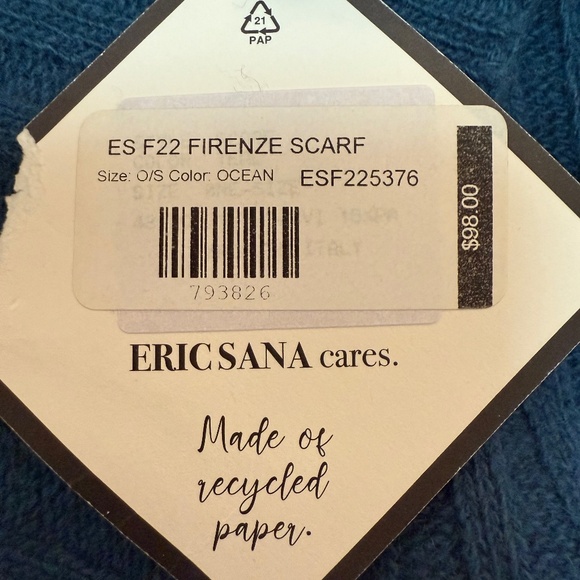 21
PAP
ES F22 FIRENZE SCARF
Size: O/S Color: OCEAN ESF225376
$98.00
793826
ERIC SANA cares.
Made of
recycled
paper.